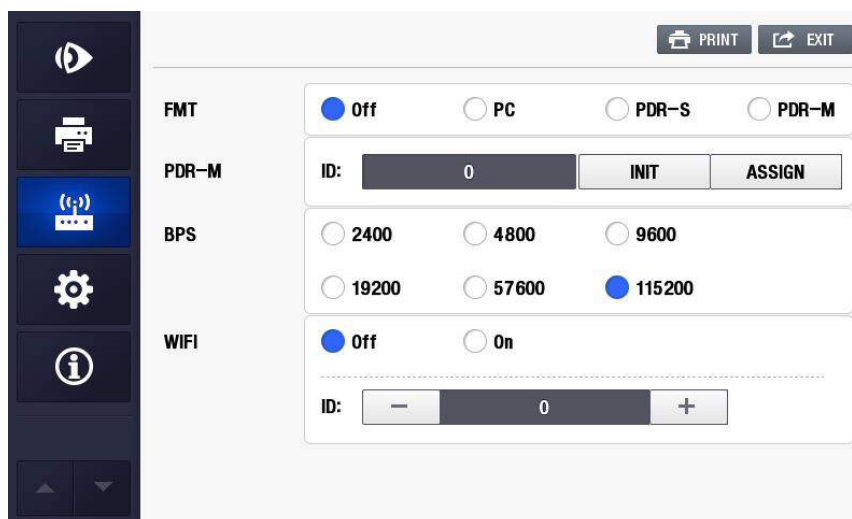 PRINT EXIT
FMT Off PC PDR-S PDR-M
PDR-M ID: 0 INIT ASSIGN
BPS 2400 4800 9600
19200 57600 115200
WIFI Off On
ID: − 0 +